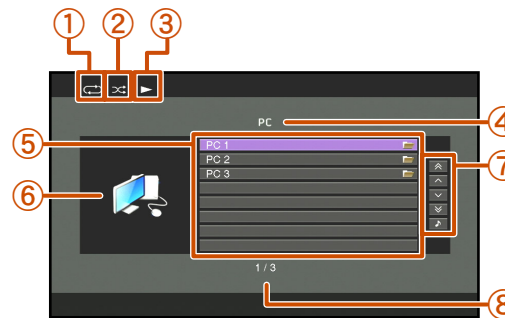 ① ② ③
PC ④
⑤ PC 1
PC 2
PC 3
⑥ ⑦
1 / 3
⑧